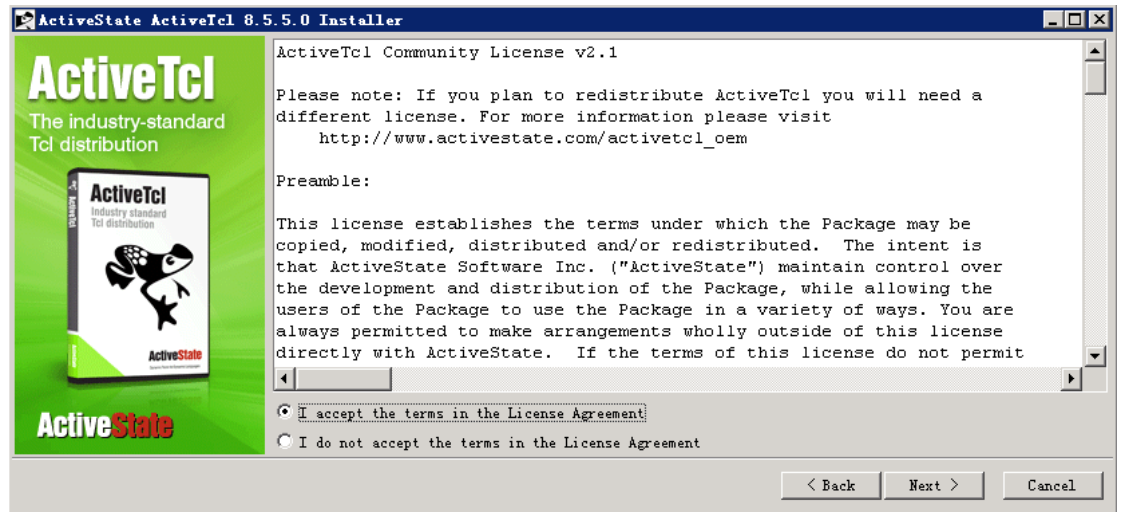 ActiveState ActiveTcl 8.5.5.0 Installer
ActiveTcl
The industry-standard
Tcl distribution
ActiveTcl
ActiveTcl
Industry standard
Tcl distribution
ActiveState
ActiveState
ActiveTcl Community License v2.1
Please note: If you plan to redistribute ActiveTcl you will need a
different license. For more information please visit
http://www.activestate.com/activetcl_oem
Preamble:
This license establishes the terms under which the Package may be
copied, modified, distributed and/or redistributed. The intent is
that ActiveState Software Inc. ("ActiveState") maintain control over
the development and distribution of the Package, while allowing the
users of the Package to use the Package in a variety of ways. You are
always permitted to make arrangements wholly outside of this license
directly with ActiveState. If the terms of this license do not permit
I accept the terms in the License Agreement
I do not accept the terms in the License Agreement
< Back
Next >
Cancel